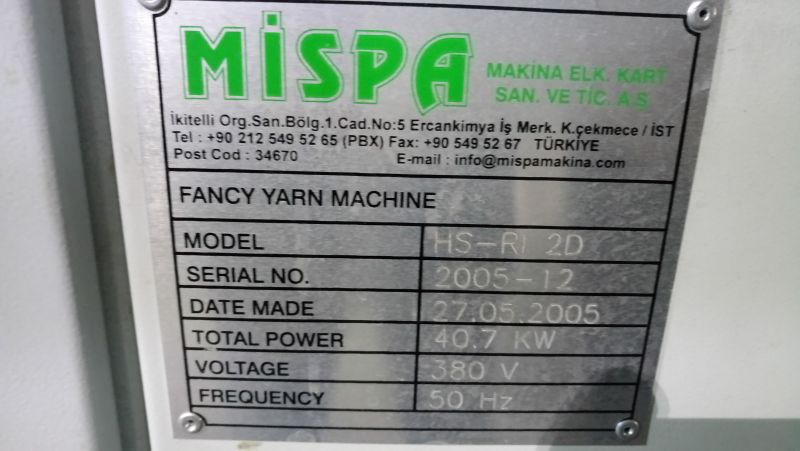 MİSPA
MAKİNA ELK. KART
SAN. VE TİC. A.Ş.
İkitelli Org.San.Bölg.1.Cad.No:5 Ercankimya İş Merk. K.çekmece / İST
Tel : +90 212 549 52 65 (PBX) Fax: +90 549 52 67 TÜRKİYE
Post Cod : 34670 E-mail : info@mispamakina.com
FANCY YARN MACHINE
MODEL HS-RI 2D
SERIAL NO. 2005-12
DATE MADE 27.05.2005
TOTAL POWER 40.7 KW
VOLTAGE 380 V
FREQUENCY 50 Hz